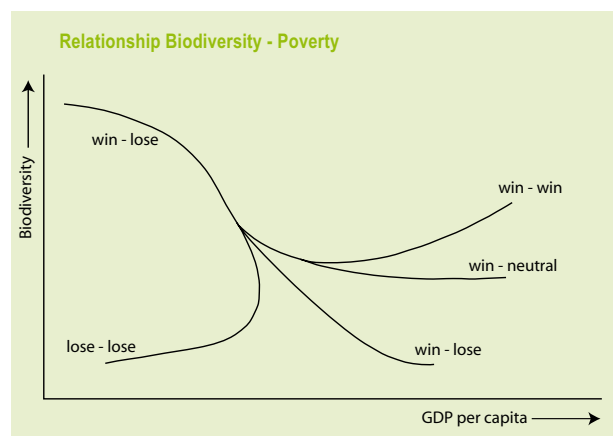 Relationship Biodiversity - Poverty
Biodiversity
win - lose
win - win
win - neutral
lose - lose
win - lose
GDP per capita